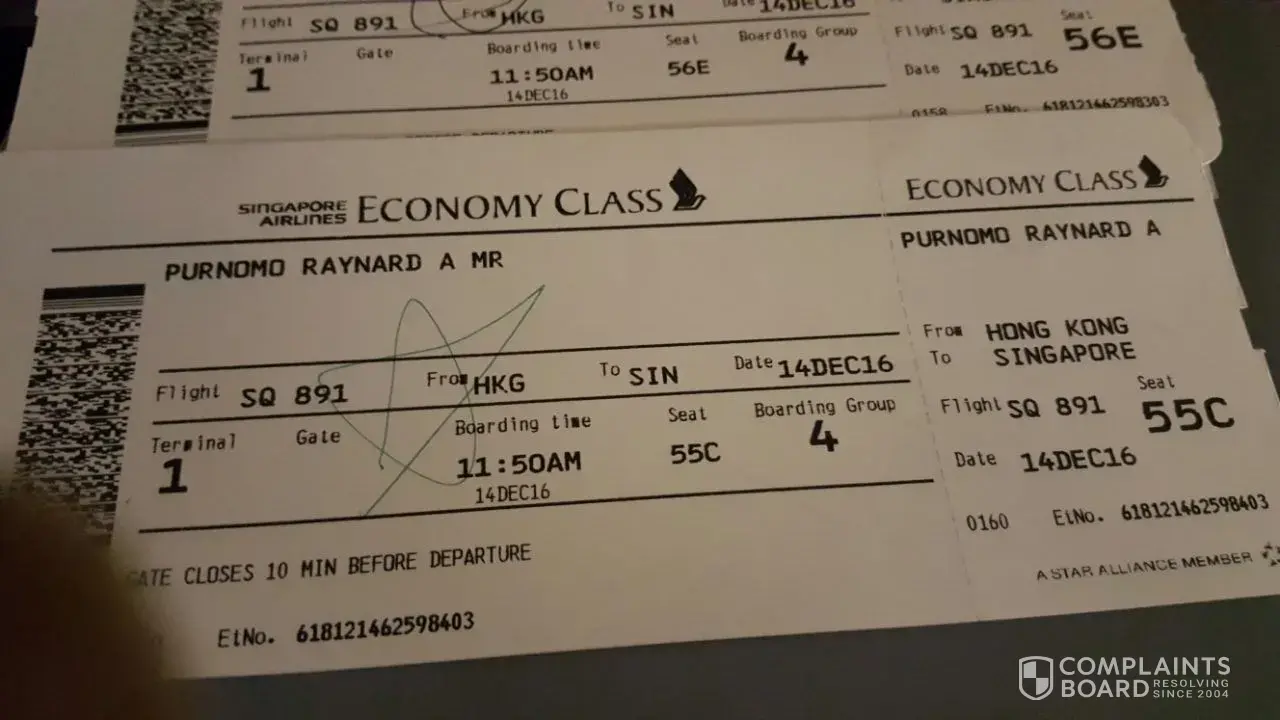 Flight SQ 891 From HKG To SIN Date 14DEC16
Terminal Gate Boarding time Seat Boarding Group
1 11:50AM 56E 4
14DEC16
Seat
Flight SQ 891 56E
Date 14DEC16
0158 EtNo. 618121462598303
SINGAPORE AIRLINES ECONOMY CLASS
PURNOMO RAYNARD A MR
Flight SQ 891 From HKG To SIN Date 14DEC16
Terminal Gate Boarding time Seat Boarding Group
1 11:50AM 55C 4
14DEC16
GATE CLOSES 10 MIN BEFORE DEPARTURE
EtNo. 618121462598403
ECONOMY CLASS
PURNOMO RAYNARD A
From HONG KONG
To SINGAPORE
Seat
Flight SQ 891 55C
Date 14DEC16
0160 EtNo. 618121462598403
A STAR ALLIANCE MEMBER
COMPLAINTS
BOARD RESOLVING
SINCE 2004